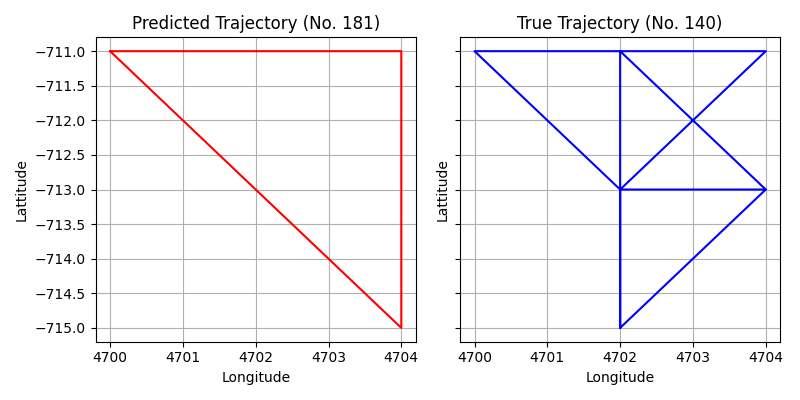 Predicted Trajectory (No. 181)
True Trajectory (No. 140)
−711.0
−711.5
−712.0
−712.5
−713.0
−713.5
−714.0
−714.5
−715.0
Lattitude
Lattitude
4700 4701 4702 4703 4704
4700 4701 4702 4703 4704
Longitude
Longitude